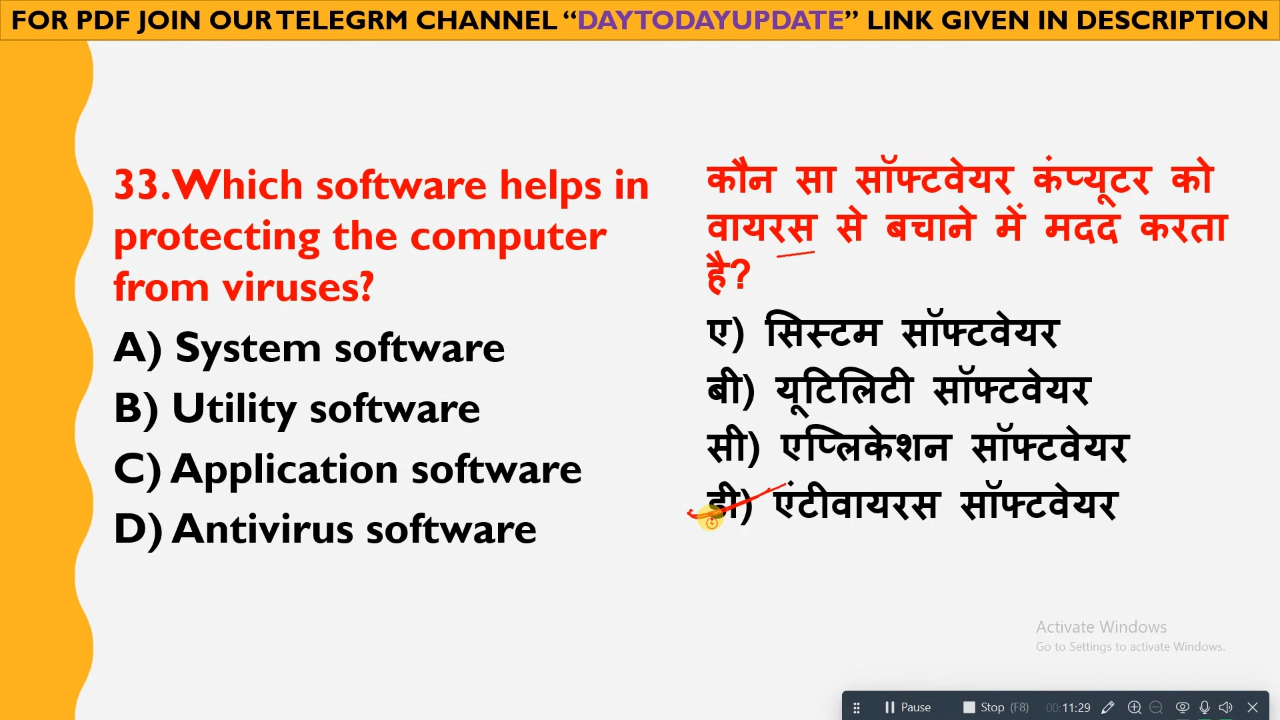 FOR PDF JOIN OUR TELEGRM CHANNEL “DAYTODAYUPDATE” LINK GIVEN IN DESCRIPTION
33.Which software helps in
protecting the computer
from viruses?
A) System software
B) Utility software
C) Application software
D) Antivirus software
कौन सा सॉफ्टवेयर कंप्यूटर को
वायरस से बचाने में मदद करता
है?
ए) सिस्टम सॉफ्टवेयर
बी) यूटिलिटी सॉफ्टवेयर
सी) एप्लिकेशन सॉफ्टवेयर
डी) एंटीवायरस सॉफ्टवेयर
Activate Windows
Go to Settings to activate Windows.
Pause Stop (F8) 00:11:29